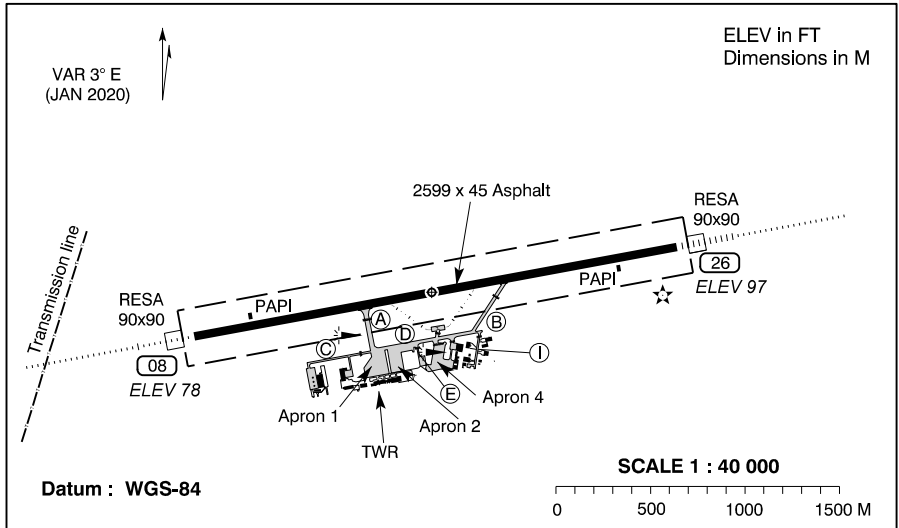 ELEV in FT
Dimensions in M
VAR 3° E
(JAN 2020)
2599 x 45 Asphalt
RESA
90x90
26
ELEV 97
PAPI
Transmission line
RESA
90x90
PAPI
08
ELEV 78
A
B
C
D
E
I
Apron 1
Apron 2
Apron 4
TWR
Datum : WGS-84
SCALE 1 : 40 000
0 500 1000 1500 M